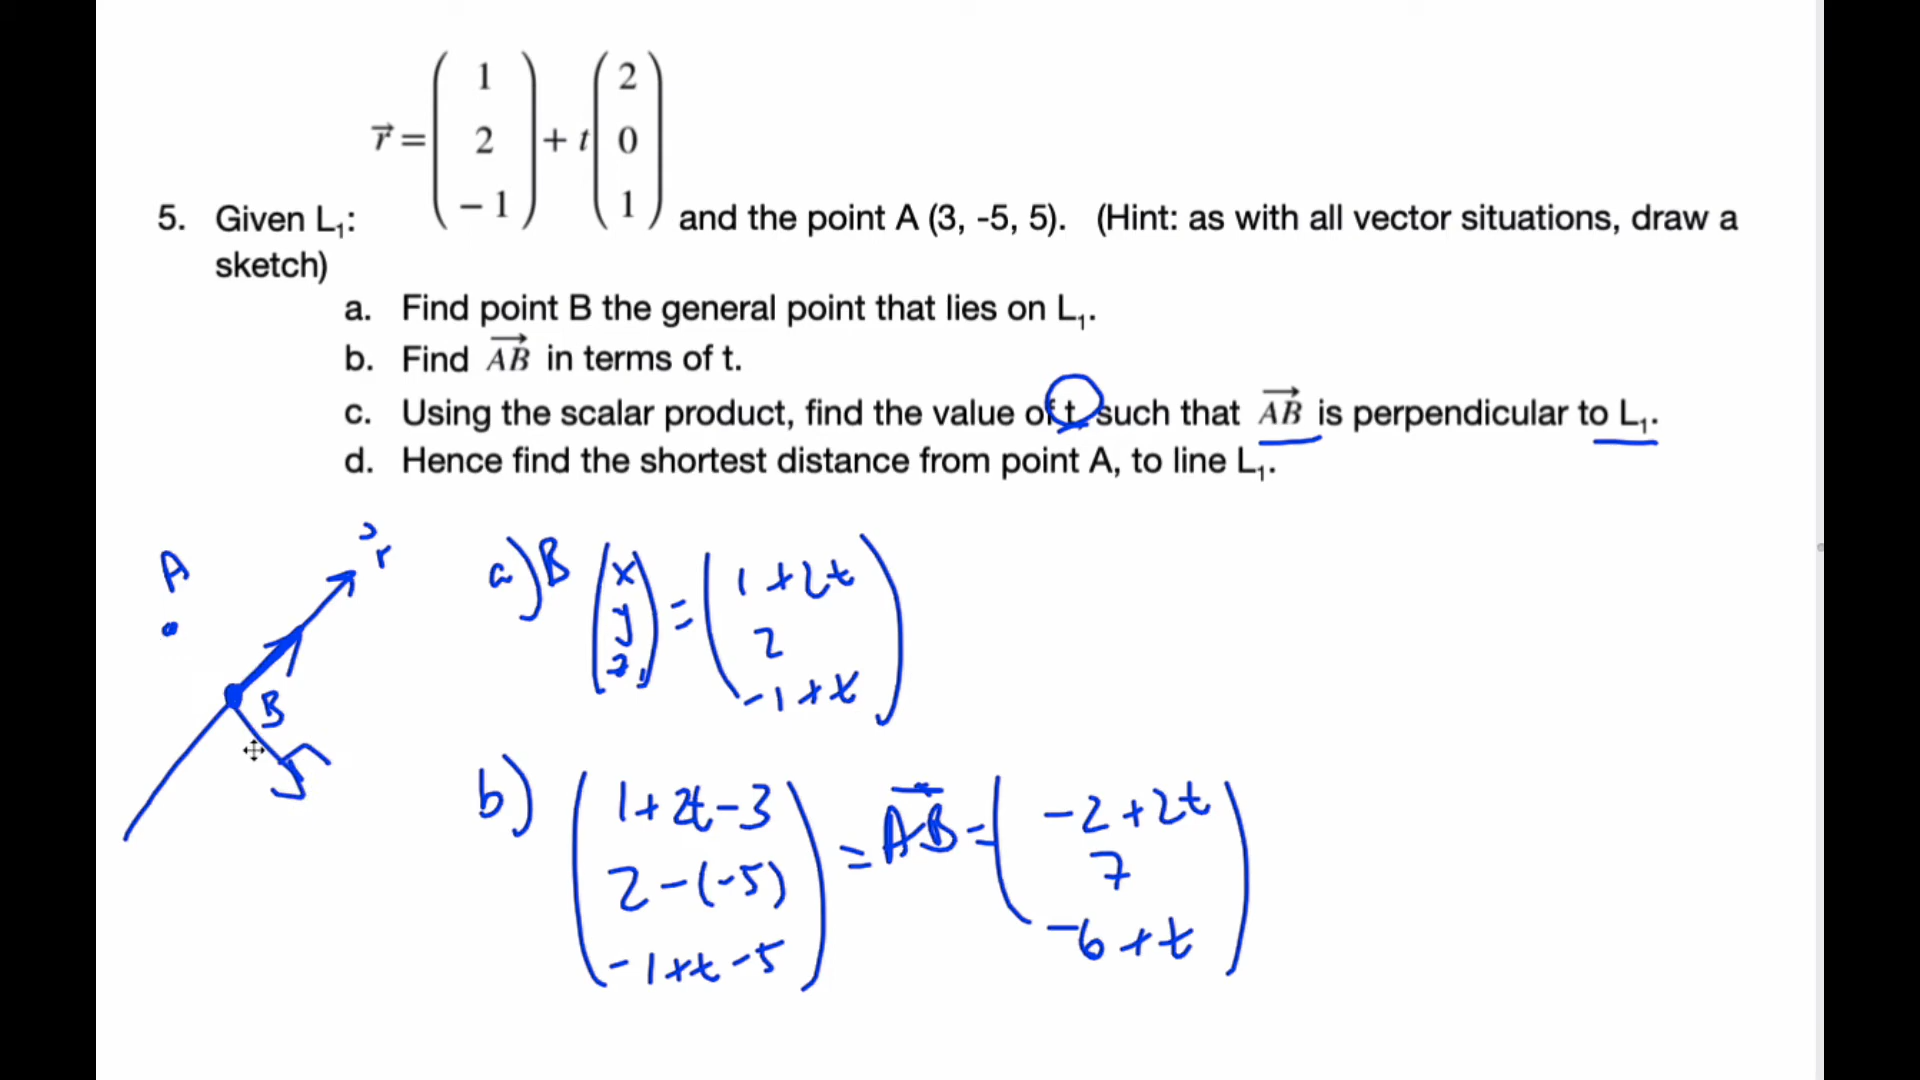 r⃗ = (1 2 −1) + t (2 0 1)
5. Given L₁: and the point A (3, -5, 5). (Hint: as with all vector situations, draw a
sketch)
a. Find point B the general point that lies on L₁.
b. Find AB⃗ in terms of t.
c. Using the scalar product, find the value of t such that AB⃗ is perpendicular to L₁.
d. Hence find the shortest distance from point A, to line L₁.
A
r
B
a) B (x y z) = (1+2t 2 -1+t)
b) (1+2t-3 2-(-5) -1+t-5) = AB⃗ = (-2+2t 7 -6+t)